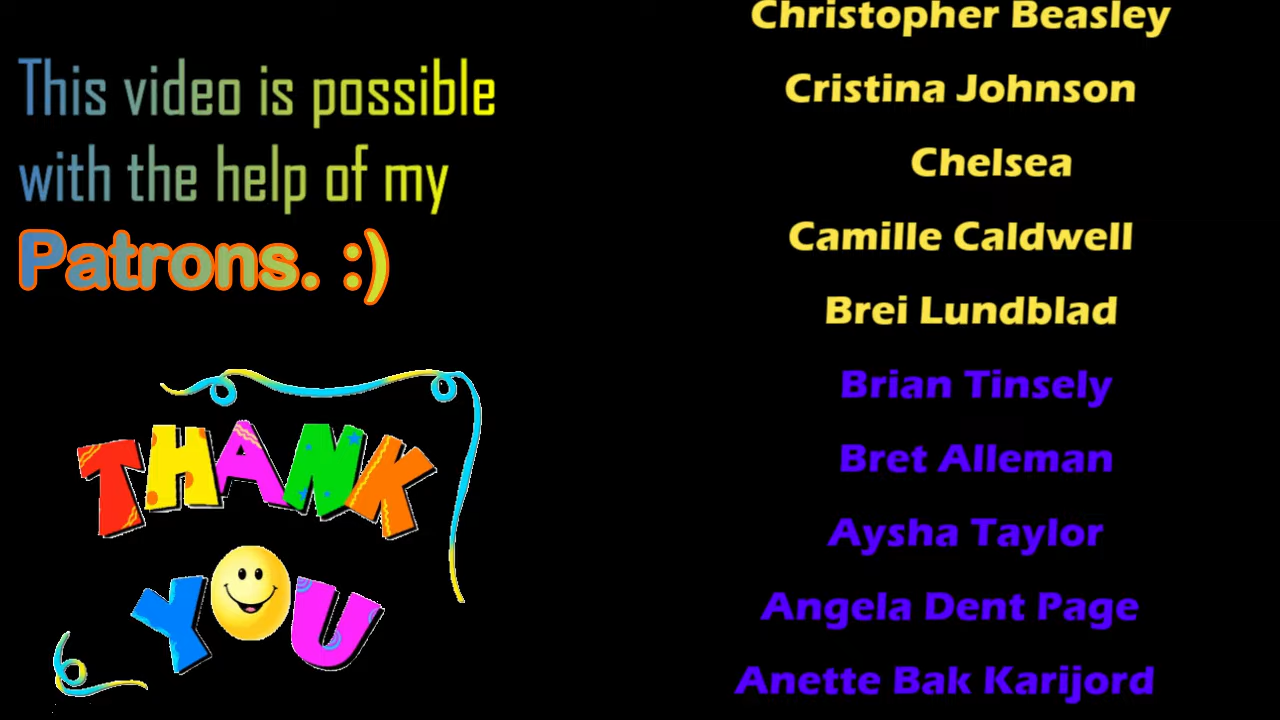 This video is possible
with the help of my
Patrons. :)
THANK
YOU
Christopher Beasley
Cristina Johnson
Chelsea
Camille Caldwell
Brei Lundblad
Brian Tinsely
Bret Alleman
Aysha Taylor
Angela Dent Page
Anette Bak Karijord